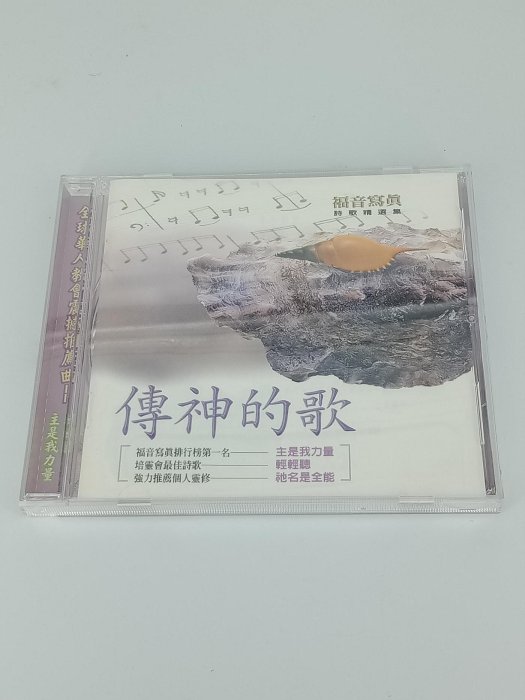 福音寫真
詩歌精選集
傳神的歌
福音寫真排行榜第一名 主是我力量
培靈會最佳詩歌 輕輕聽
強力推薦個人靈修 祂名是全能
全球華人教會震撼推薦曲—
主是我力量